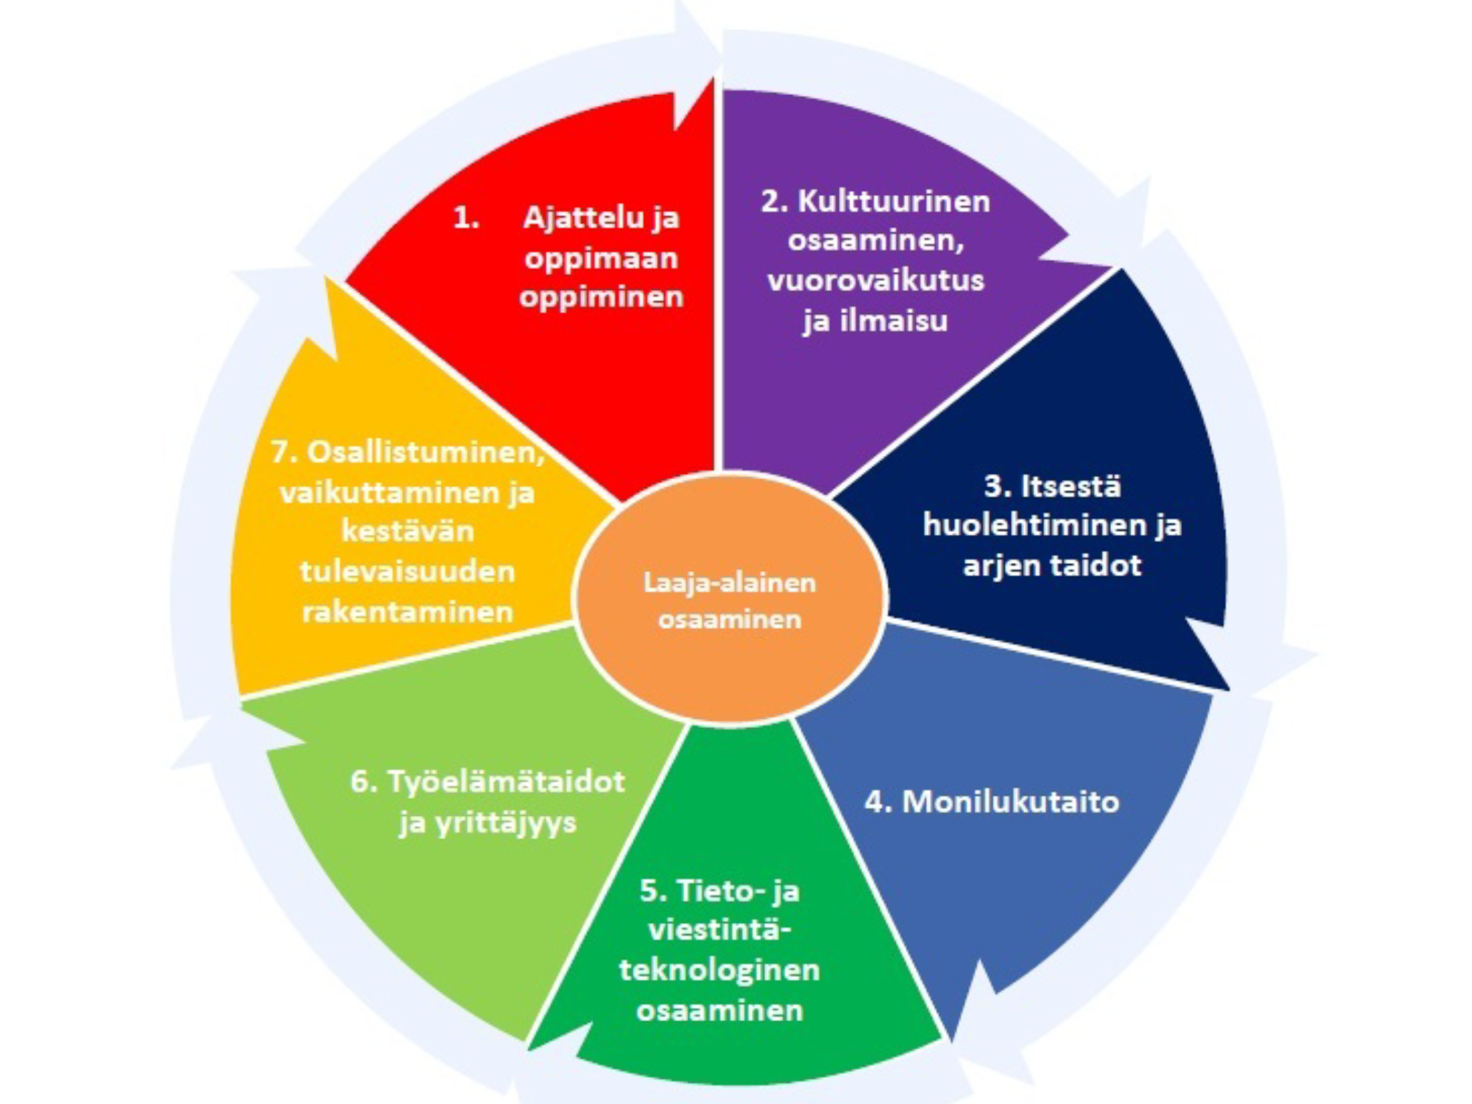 1. Ajattelu ja
oppimaan
oppiminen
2. Kulttuurinen
osaaminen,
vuorovaikutus
ja ilmaisu
3. Itsestä
huolehtiminen ja
arjen taidot
4. Monilukutaito
5. Tieto- ja
viestintä-
teknologinen
osaaminen
6. Työelämätaidot
ja yrittäjyys
7. Osallistuminen,
vaikuttaminen ja
kestävän
tulevaisuuden
rakentaminen
Laaja-alainen
osaaminen